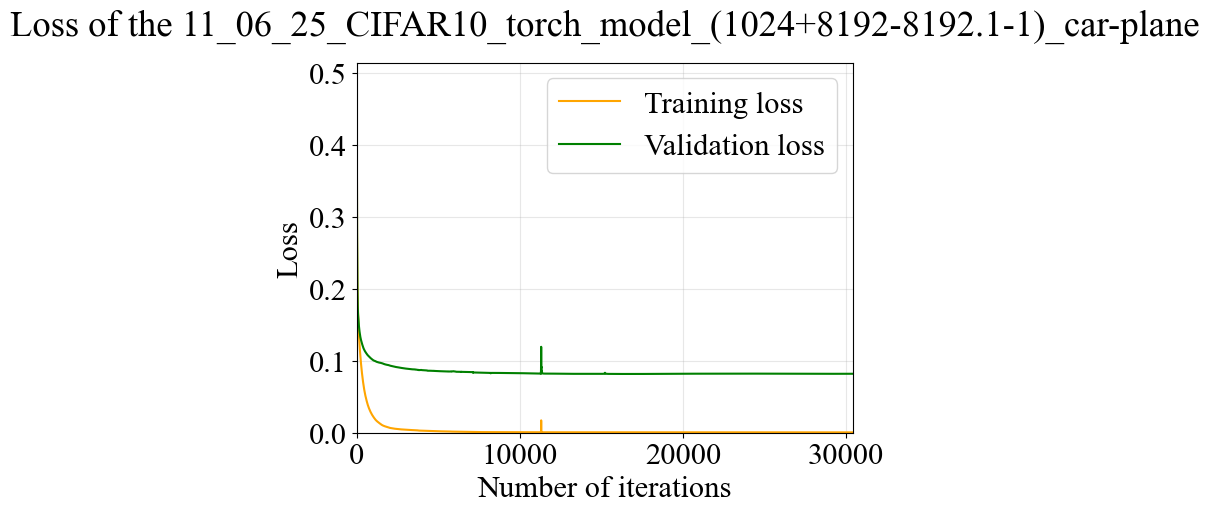 Loss of the 11_06_25_CIFAR10_torch_model_(1024+8192-8192.1-1)_car-plane
0.5
0.4
0.3
0.2
0.1
0.0
Loss
Training loss
Validation loss
0 10000 20000 30000
Number of iterations